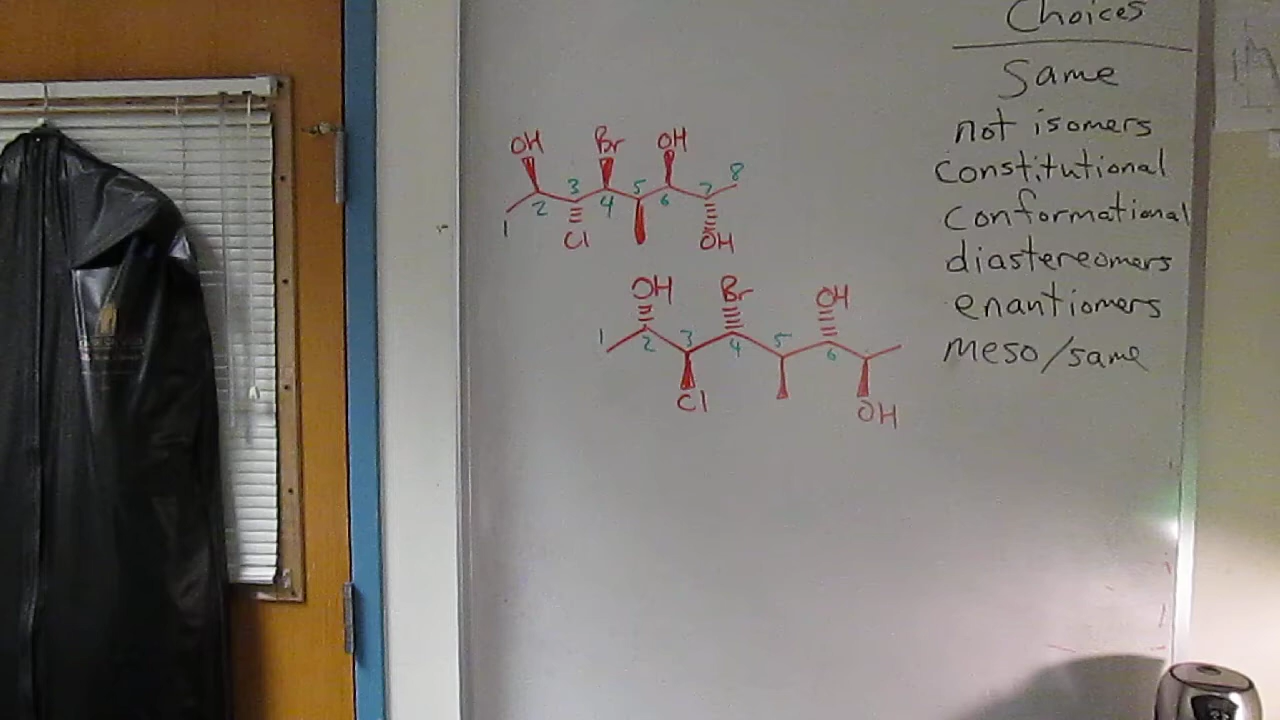 Choices
Same
not isomers
constitutional
conformational
diastereomers
enantiomers
meso/same
OH Br OH
1 2 3 4 5 6 7 8
Cl OH
OH Br OH
1 2 3 4 5 6
Cl OH